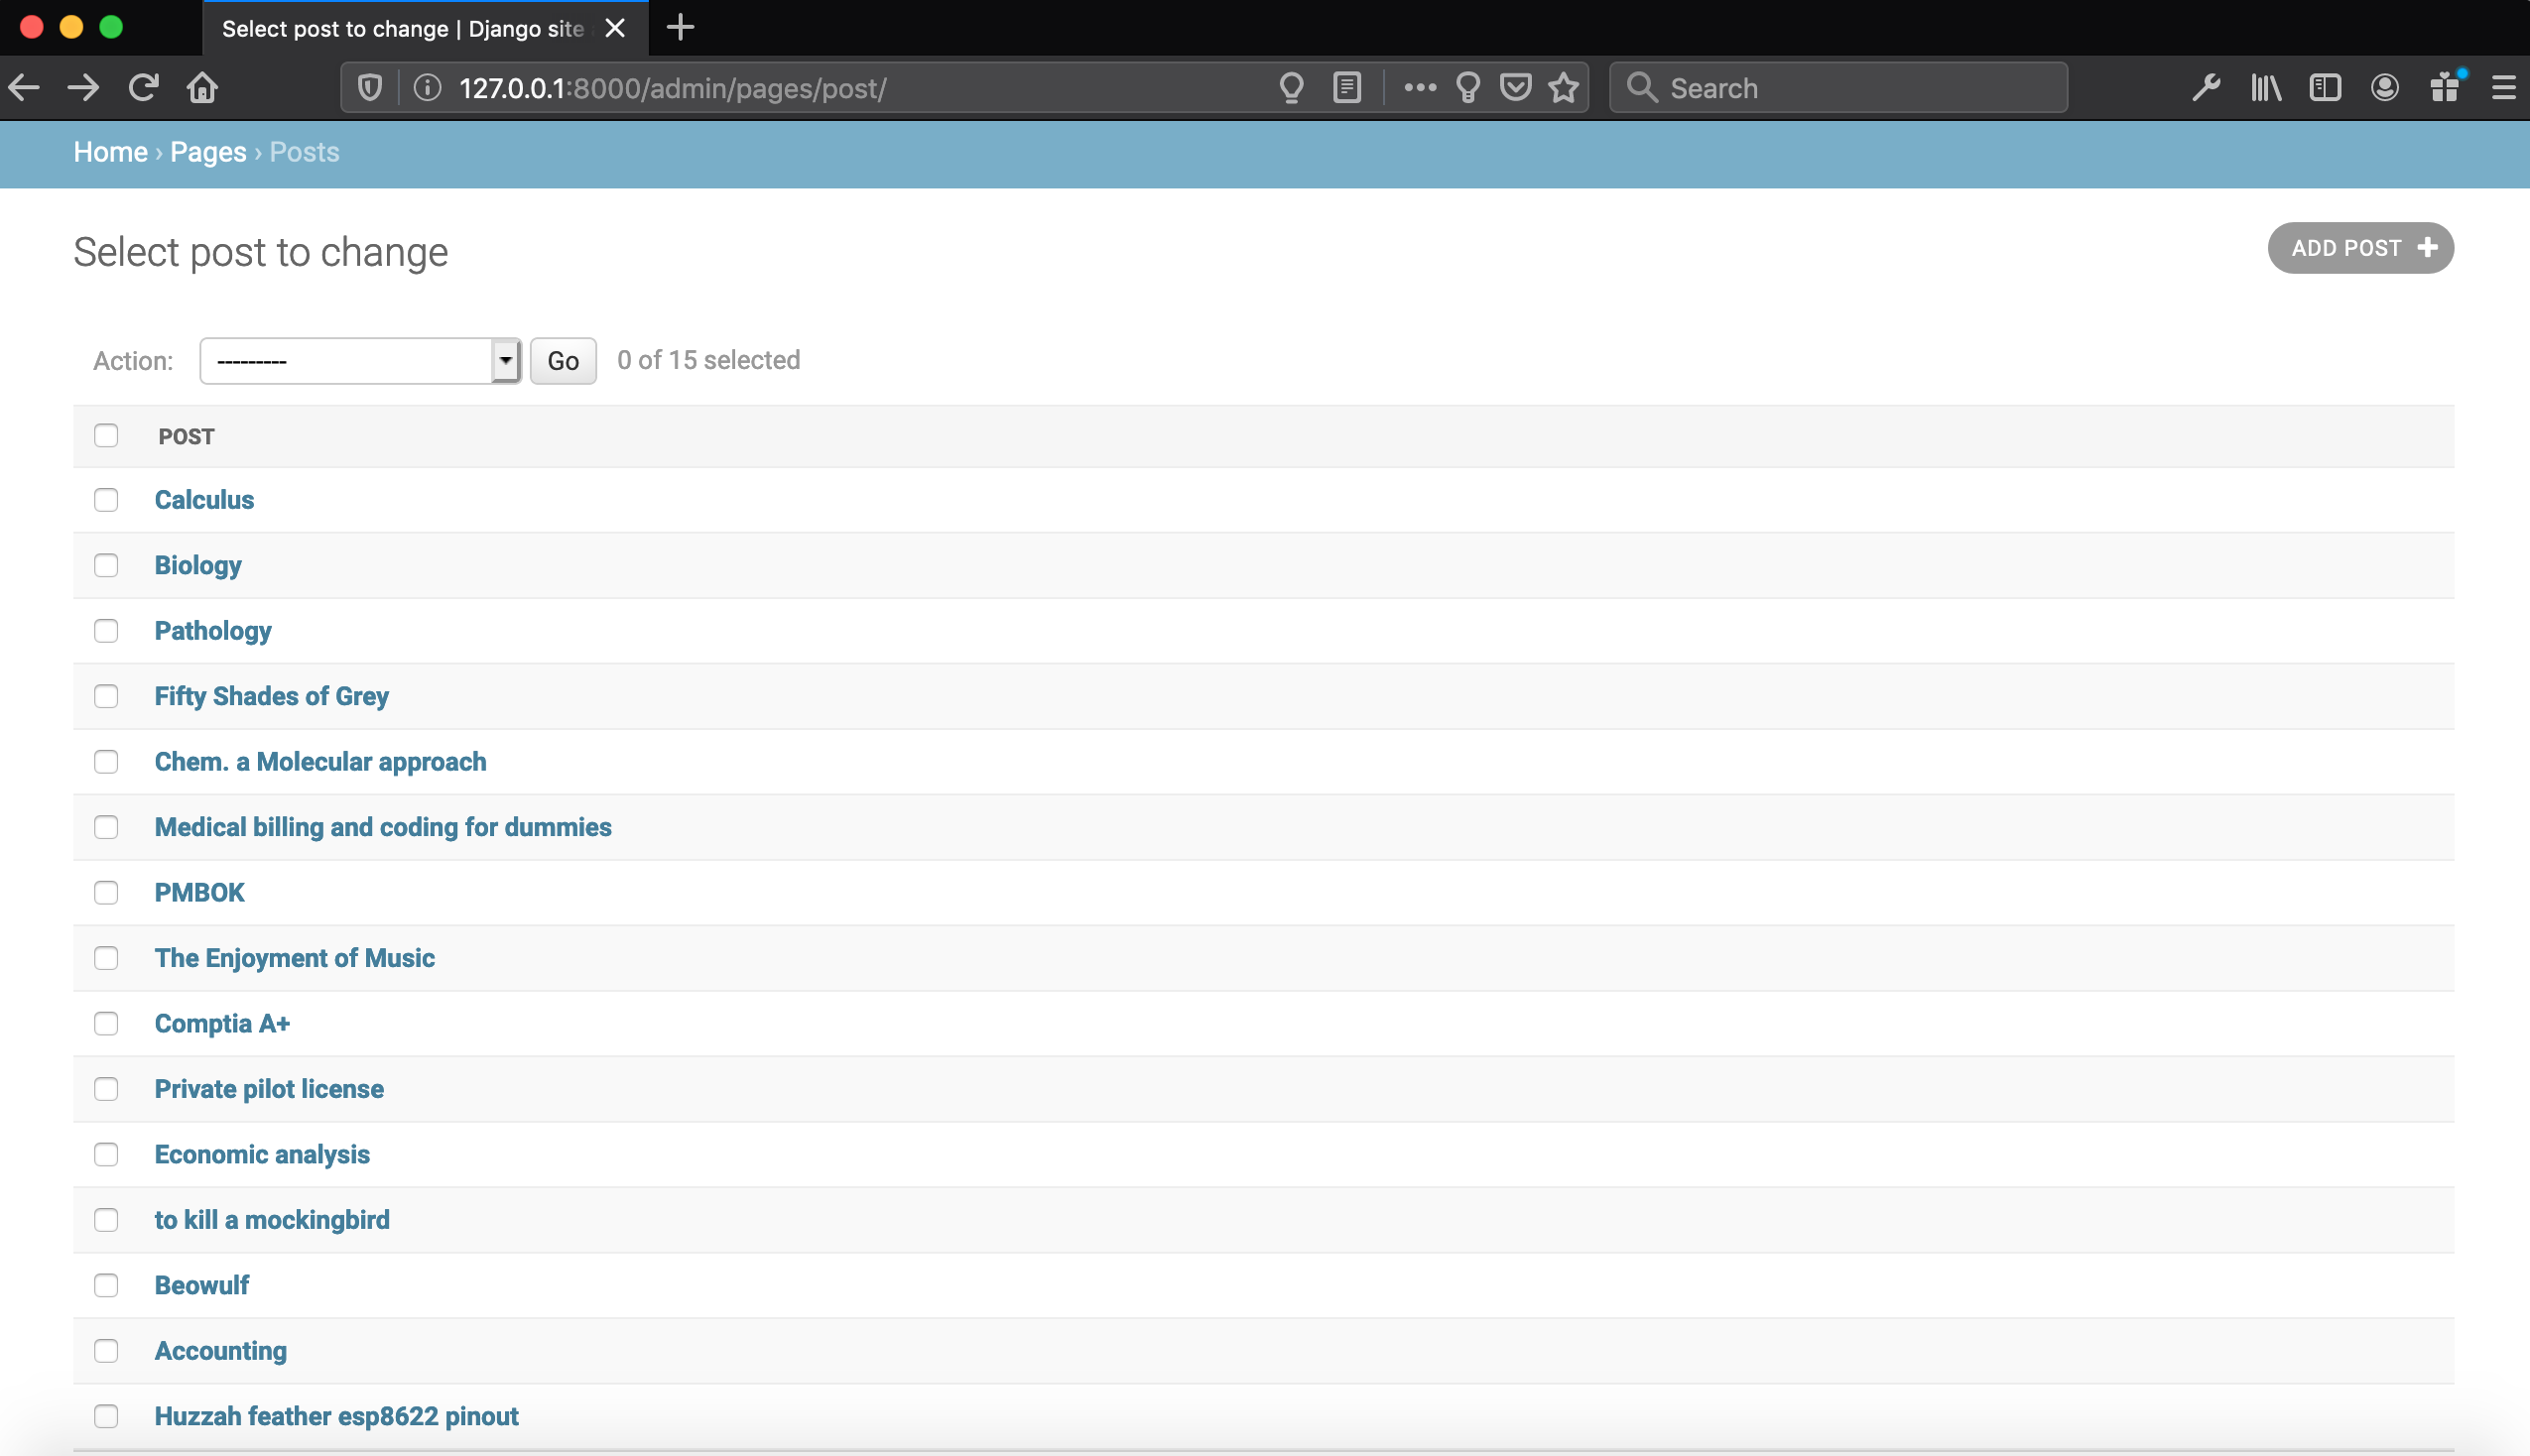 Select post to change | Django site
127.0.0.1:8000/admin/pages/post/
Search
Home › Pages › Posts
Select post to change
ADD POST +
Action: --------- Go 0 of 15 selected
POST
Calculus
Biology
Pathology
Fifty Shades of Grey
Chem. a Molecular approach
Medical billing and coding for dummies
PMBOK
The Enjoyment of Music
Comptia A+
Private pilot license
Economic analysis
to kill a mockingbird
Beowulf
Accounting
Huzzah feather esp8622 pinout